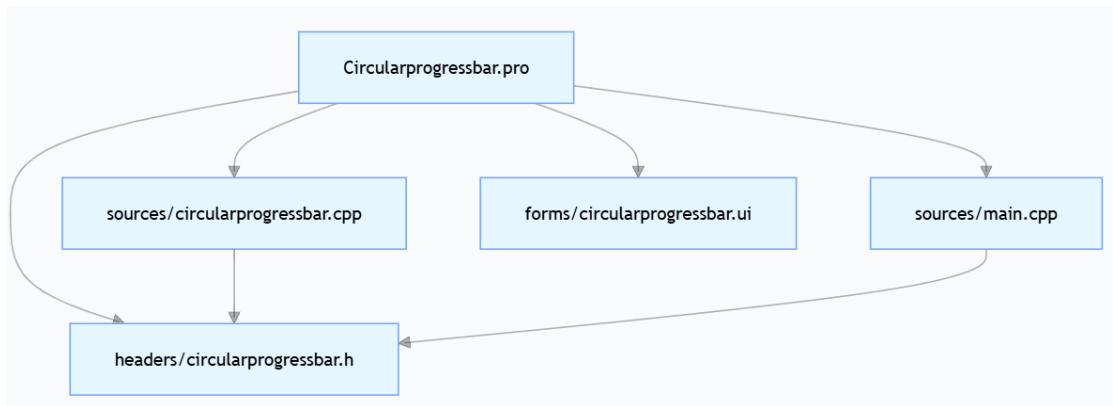 Circularprogressbar.pro
sources/circularprogressbar.cpp
forms/circularprogressbar.ui
sources/main.cpp
headers/circularprogressbar.h